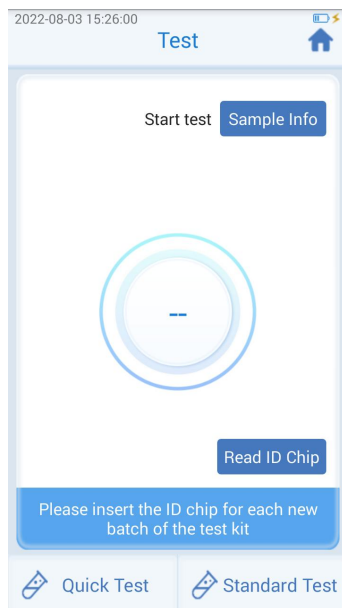 2022-08-03 15:26:00
Test
Start test Sample Info
--
Read ID Chip
Please insert the ID chip for each new
batch of the test kit
Quick Test Standard Test